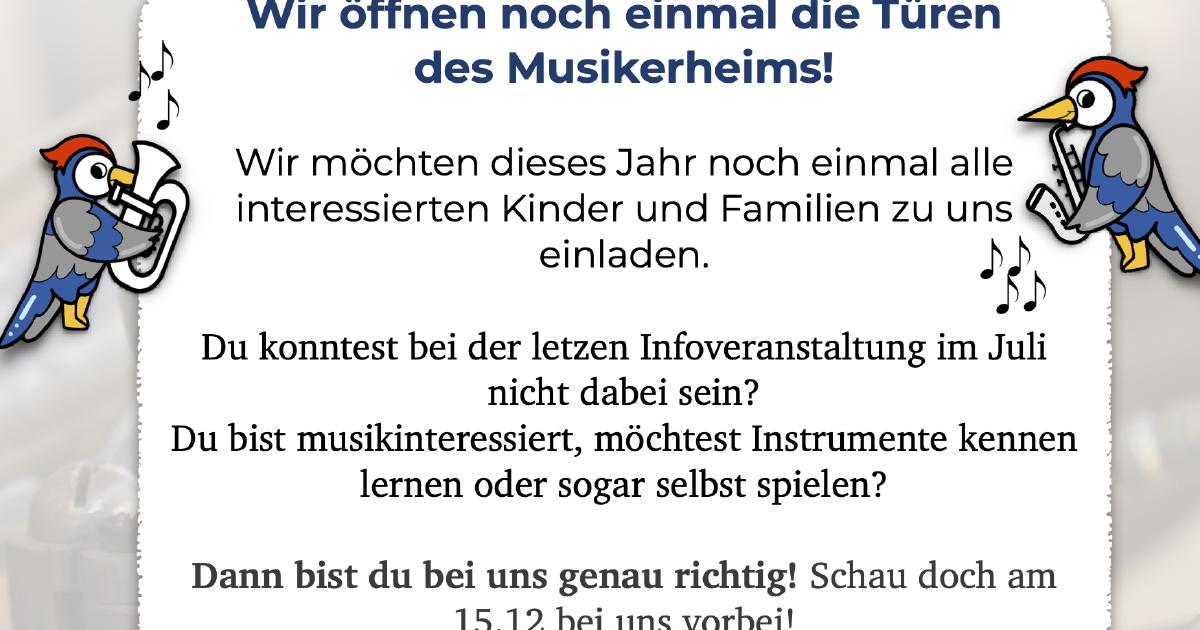 Wir öffnen noch einmal die Türen
des Musikerheims!
Wir möchten dieses Jahr noch einmal alle
interessierten Kinder und Familien zu uns
einladen.
Du konntest bei der letzen Infoveranstaltung im Juli
nicht dabei sein?
Du bist musikinteressiert, möchtest Instrumente kennen
lernen oder sogar selbst spielen?
Dann bist du bei uns genau richtig! Schau doch am
15.12 bei uns vorbei!